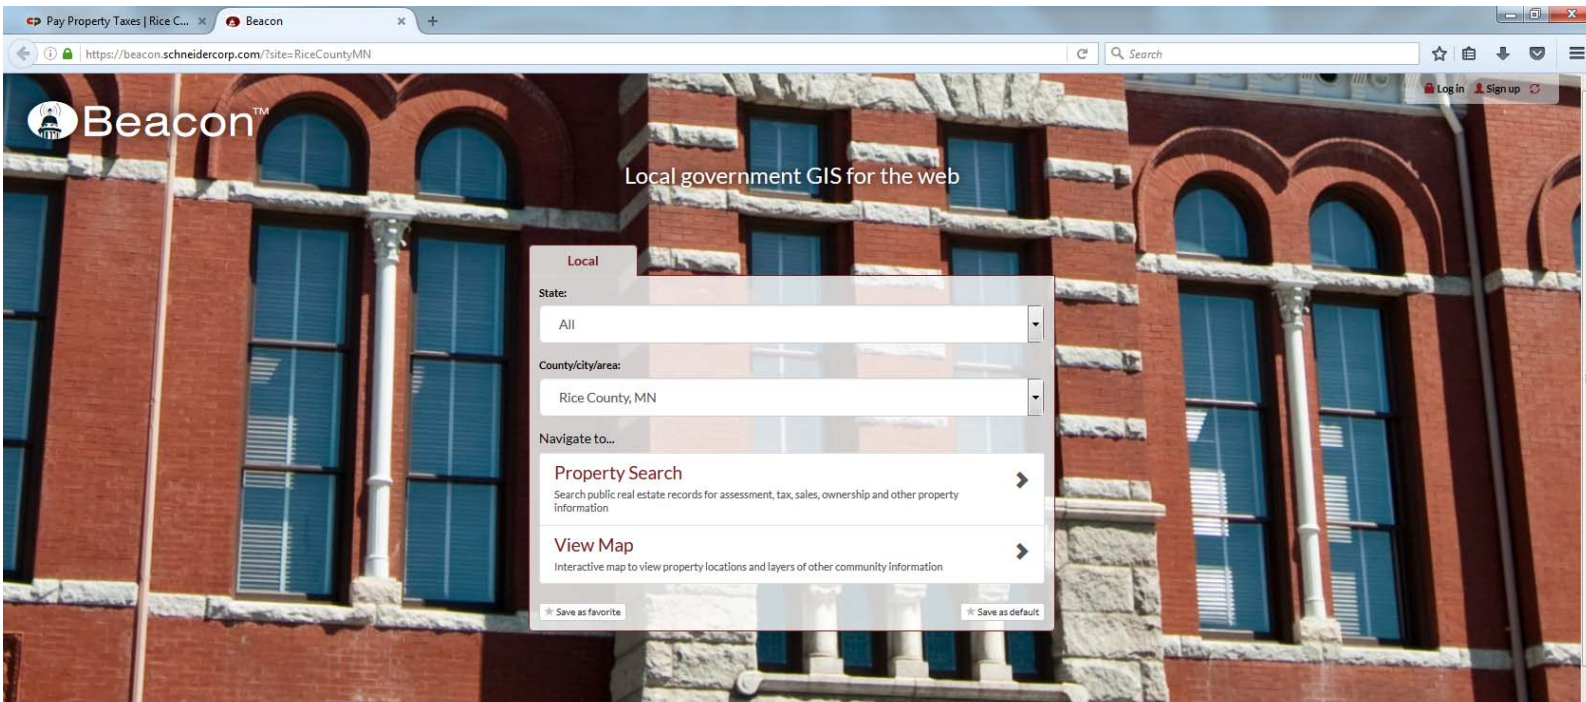 Pay Property Taxes | Rice C...
Beacon
https://beacon.schneidercorp.com/?site=RiceCountyMN
Search
Beacon™
Log in
Sign up
Local government GIS for the web
Local
State:
All
County/city/area:
Rice County, MN
Navigate to...
Property Search
Search public real estate records for assessment, tax, sales, ownership and other property
information
View Map
Interactive map to view property locations and layers of other community information
Save as favorite
Save as default